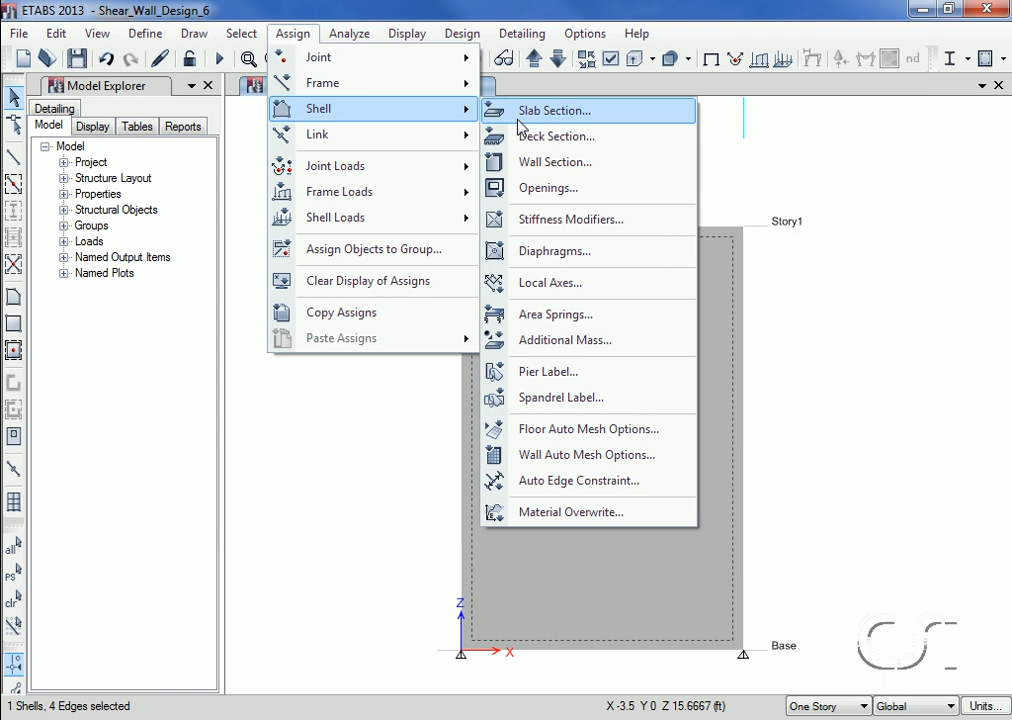 ETABS 2013 - Shear_Wall_Design_6
File Edit View Define Draw Select Assign Analyze Display Design Detailing Options Help
nd
Model Explorer
Detailing
Model Display Tables Reports
Model
Project
Structure Layout
Properties
Structural Objects
Groups
Loads
Named Output Items
Named Plots
all
PS
clr
Joint
Frame
Shell
Link
Joint Loads
Frame Loads
Shell Loads
Assign Objects to Group...
Clear Display of Assigns
Copy Assigns
Paste Assigns
Slab Section...
Deck Section...
Wall Section...
Openings...
Stiffness Modifiers...
Diaphragms...
Local Axes...
Area Springs...
Additional Mass...
Pier Label...
Spandrel Label...
Floor Auto Mesh Options...
Wall Auto Mesh Options...
Auto Edge Constraint...
Material Overwrite...
Story1
Z
X
Base
CSI
1 Shells, 4 Edges selected
X -3.5 Y 0 Z 15.6667 (ft)
One Story
Global
Units...